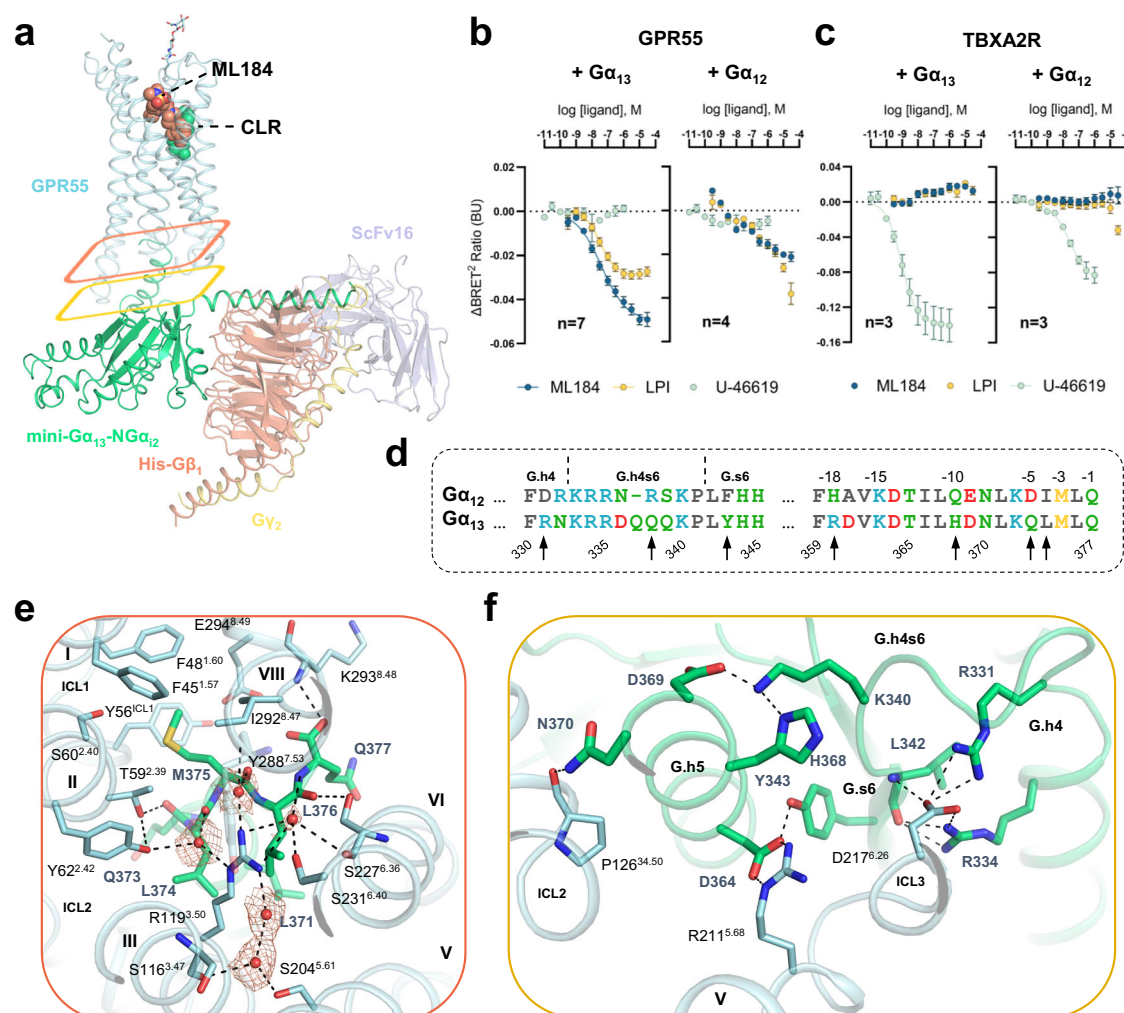 a
ML184
CLR
GPR55
ScFv16
mini-Gα13-NGαi2
His-Gβ1
Gγ2
b
GPR55
+ Gα13
+ Gα12
log [ligand], M
-11-10-9 -8 -7 -6 -5 -4
-11-10-9 -8 -7 -6 -5 -4
ΔBRET² Ratio (BU)
0.02
0.00
-0.02
-0.04
-0.06
n=7
n=4
ML184 LPI U-46619
c
TBXA2R
+ Gα13
+ Gα12
log [ligand], M
-11-10-9 -8 -7 -6 -5 -4
-11-10-9 -8 -7 -6 -5 -4
0.04
0.00
-0.04
-0.08
-0.12
-0.16
n=3
n=3
ML184 LPI U-46619
d
G.h4 G.h4s6 G.s6 -18 -15 -10 -5 -3 -1
Gα12 ... FDRKRRN-RSKPLFHH ... FHAVKDTILQENLKDIMLQ
Gα13 ... FRNKRRDQQQKPLYHH ... FRDVKDTILHDNLKQLMLQ
330 335 340 345 359 365 370 377
e
E294^8.49
I
F48^1.60
VIII
K293^8.48
ICL1
F45^1.57
Y56^ICL1
I292^8.47
S60^2.40
Y288^7.53
Q377
II
T59^2.39
M375
VI
L376
Y62^2.42
Q373
L374
S227^6.36
ICL2
S231^6.40
R119^3.50
L371
III
V
S116^3.47
S204^5.61
f
G.h4s6
D369
R331
K340
G.h4
N370
L342
G.h5
H368
Y343
G.s6
P126^34.50
D217^6.26
R334
ICL2
D364
ICL3
R211^5.68
V